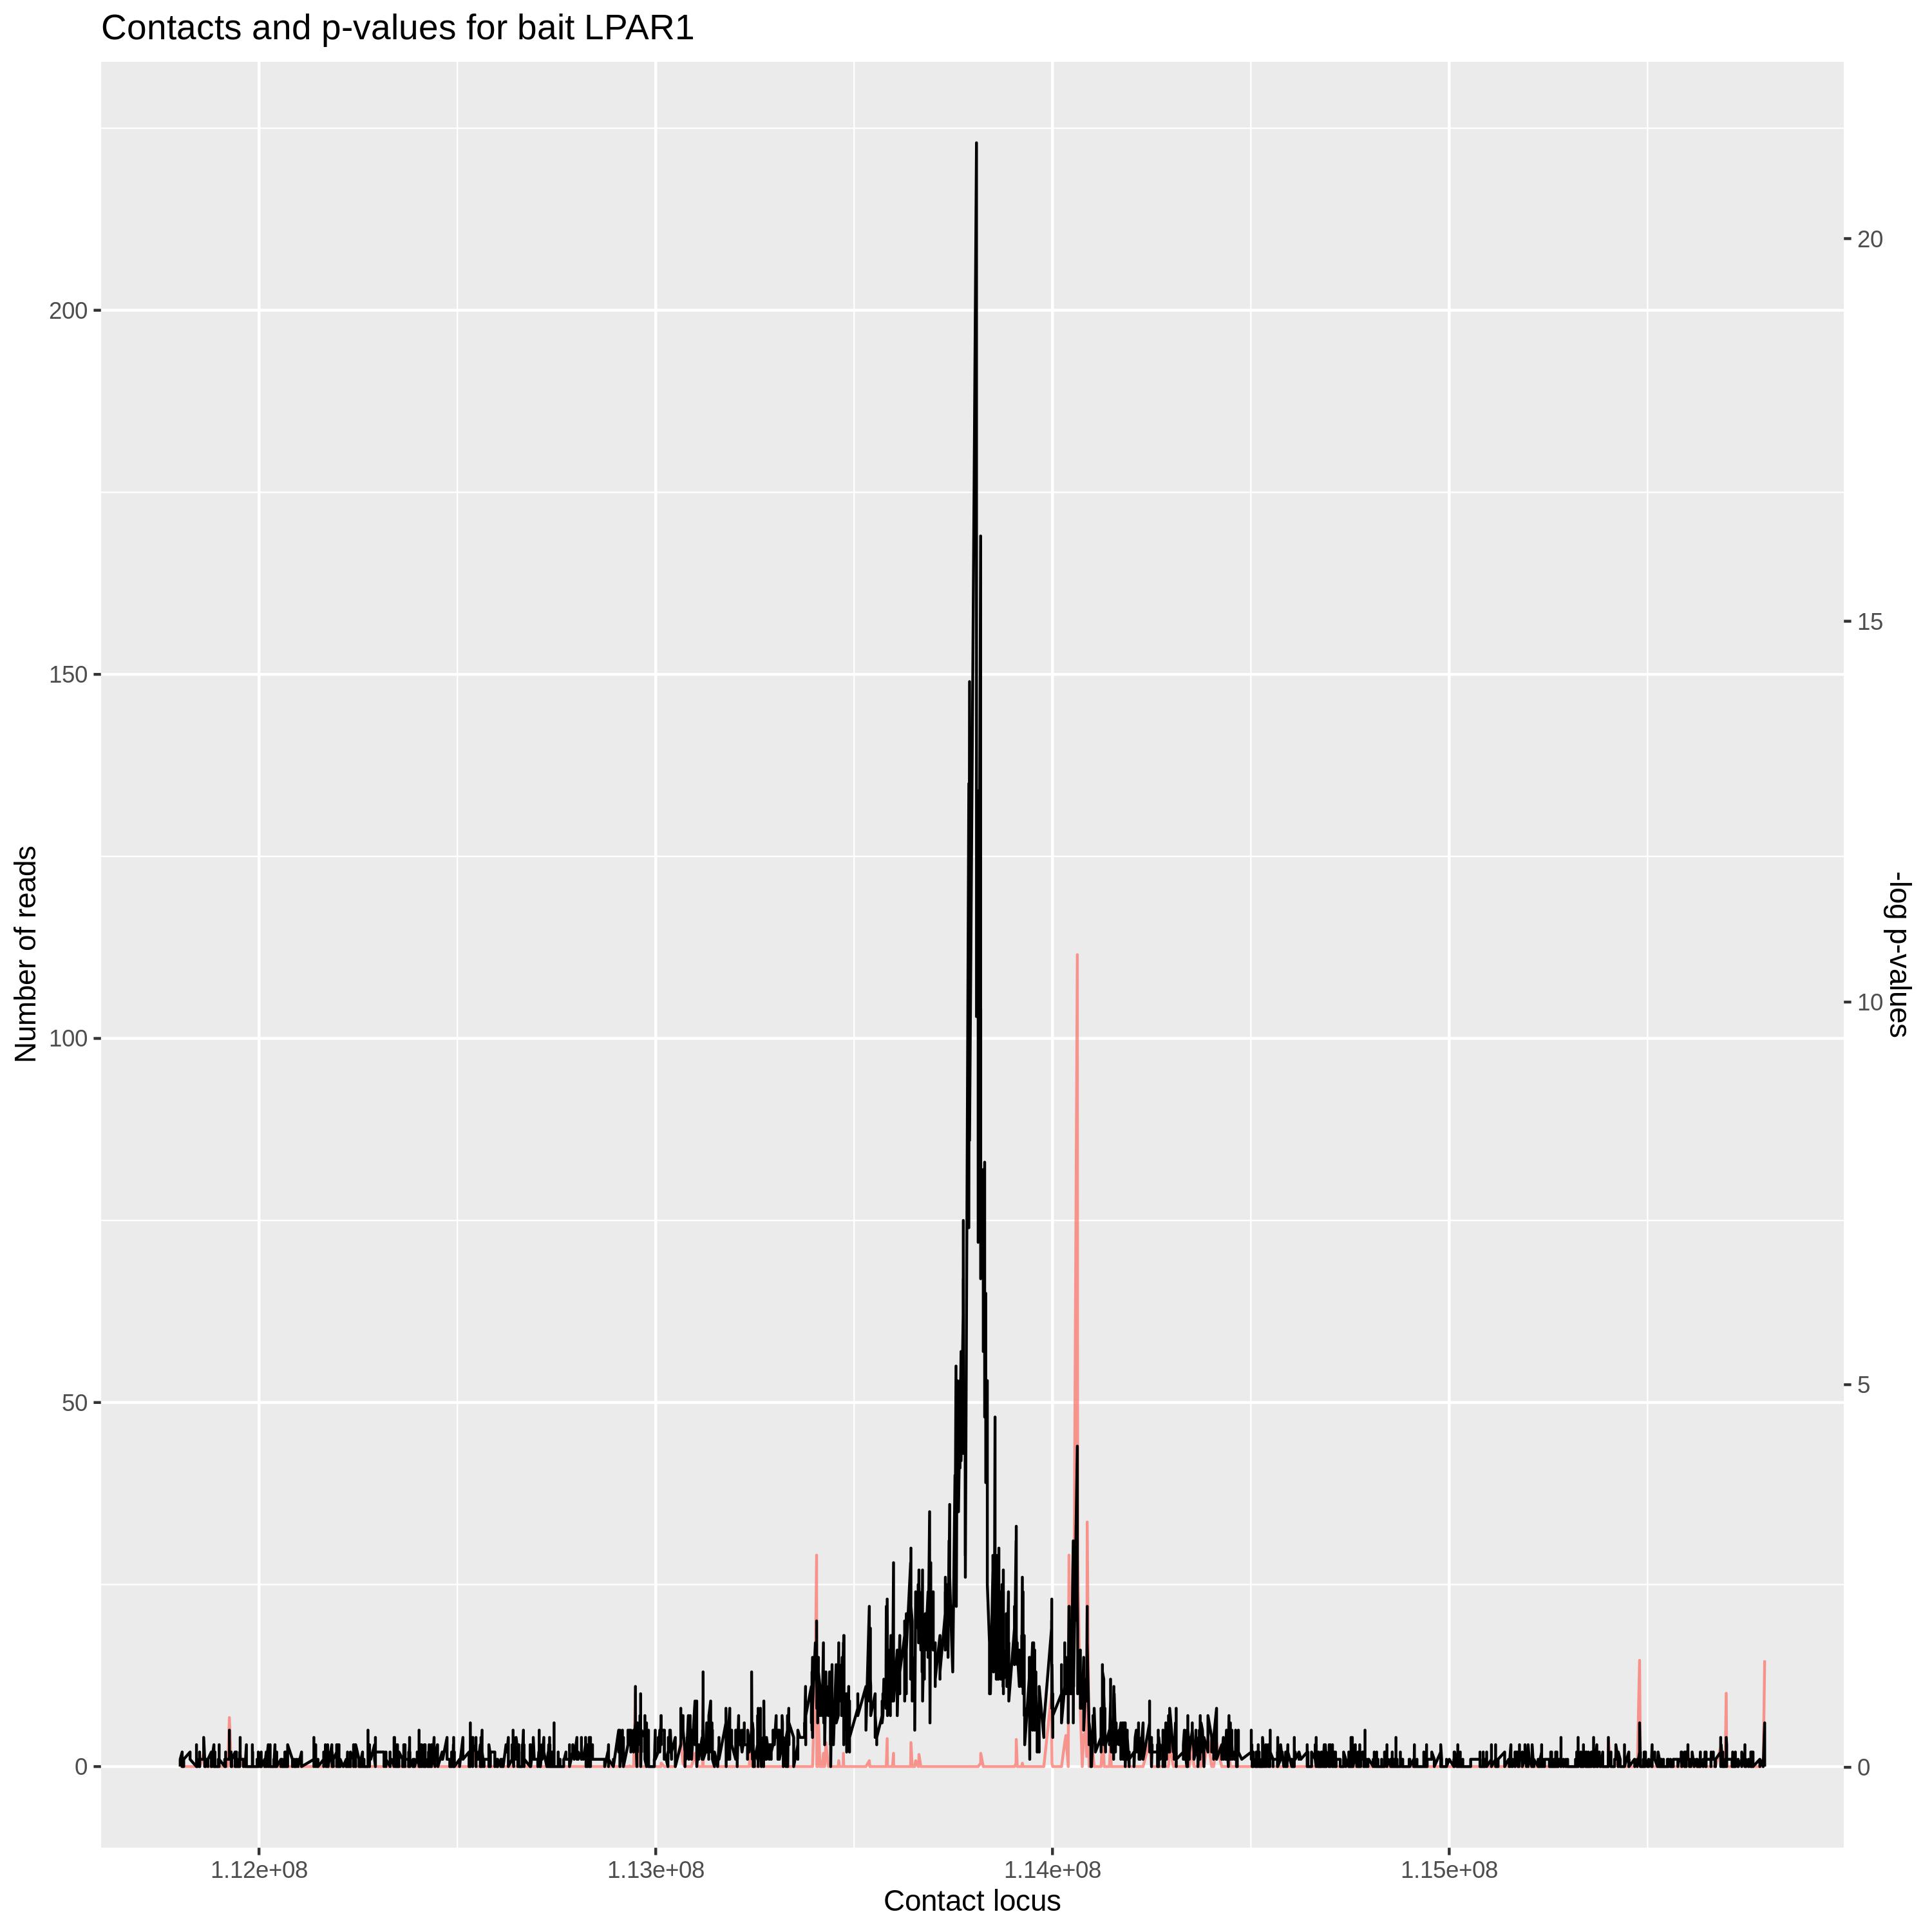 Contacts and p-values for bait LPAR1
Number of reads
200
150
100
50
0
20
15
10
5
0
-log p-values
1.12e+08
1.13e+08
1.14e+08
1.15e+08
Contact locus